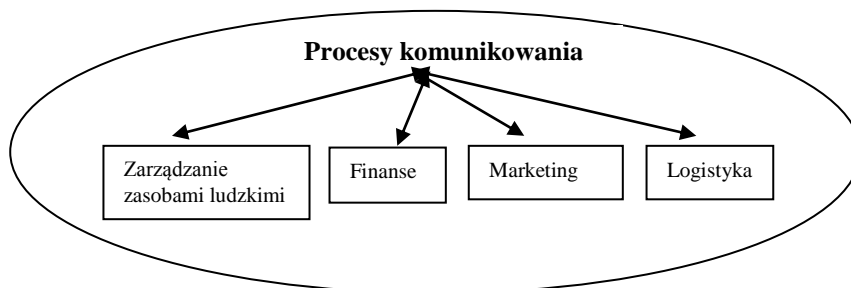 Procesy komunikowania
Zarządzanie
zasobami ludzkimi
Finanse
Marketing
Logistyka